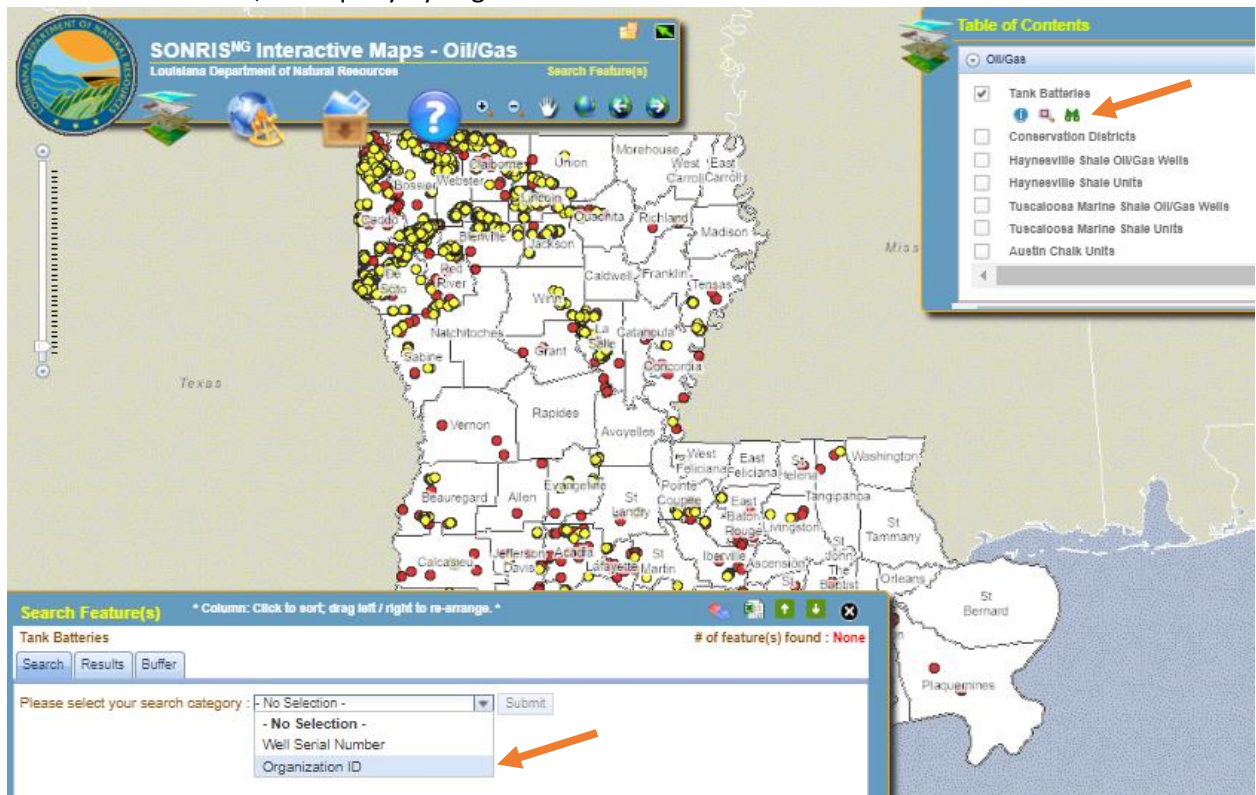 SONRISNG Interactive Maps - Oil/Gas
Louisiana Department of Natural Resources
Search Feature(s)
Table of Contents
Oil/Gas
Tank Batteries
Conservation Districts
Haynesville Shale Oil/Gas Wells
Haynesville Shale Units
Tuscaloosa Marine Shale Oil/Gas Wells
Tuscaloosa Marine Shale Units
Austin Chalk Units
Claiborne
Union
Morehouse
West Carroll
East Carroll
Bossier
Webster
Lincoln
Caddo
Ouachita
Richland
Madison
Bienville
Jackson
De Soto
Red River
Caldwell
Franklin
Tensas
Winn
Natchitoches
La Salle
Catahoula
Sabine
Grant
Concordia
Texas
Miss
Vernon
Rapides
Avoyelles
West Feliciana
East Feliciana
St Helena
Washington
Beauregard
Allen
Evangeline
St Landry
Pointe Coupee
East Baton Rouge
Livingston
Tangipahoa
St Tammany
Calcasieu
Jefferson Davis
Acadia
Lafayette
St Martin
Iberville
Ascension
St John The Baptist
Orleans
St Bernard
Plaquemines
Search Feature(s)
* Column: Click to sort; drag left / right to re-arrange. *
Tank Batteries
# of feature(s) found : None
Search
Results
Buffer
Please select your search category :
- No Selection -
Submit
- No Selection -
Well Serial Number
Organization ID